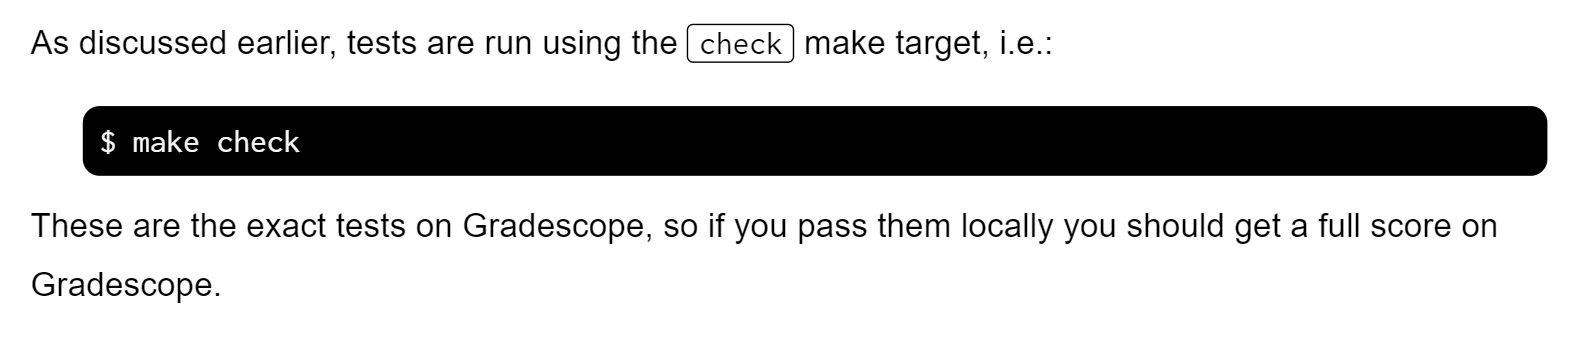 As discussed earlier, tests are run using the check make target, i.e.:
$ make check
These are the exact tests on Gradescope, so if you pass them locally you should get a full score on
Gradescope.